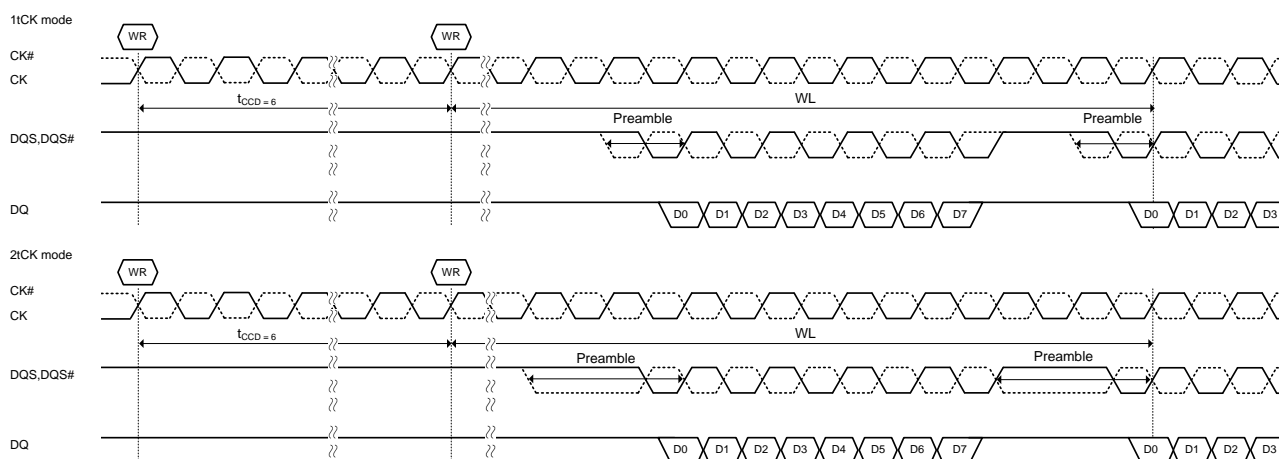 1tCK mode
WR WR
CK#
CK
tCCD = 6 WL
Preamble Preamble
DQS,DQS#
DQ D0 D1 D2 D3 D4 D5 D6 D7 D0 D1 D2 D3
2tCK mode
WR WR
CK#
CK
tCCD = 6 WL
Preamble Preamble
DQS,DQS#
DQ D0 D1 D2 D3 D4 D5 D6 D7 D0 D1 D2 D3